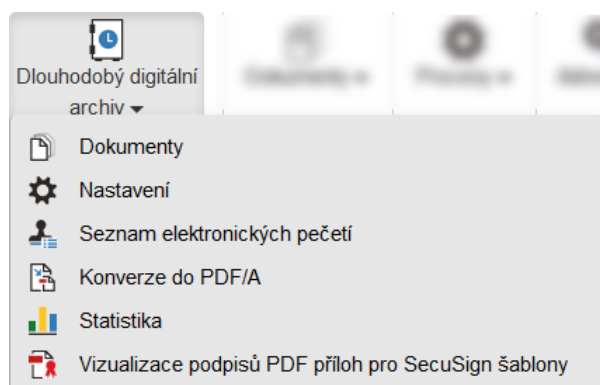 Dlouhodobý digitální
archiv
Dokumenty
Nastavení
Seznam elektronických pečetí
Konverze do PDF/A
Statistika
Vizualizace podpisů PDF příloh pro SecuSign šablony